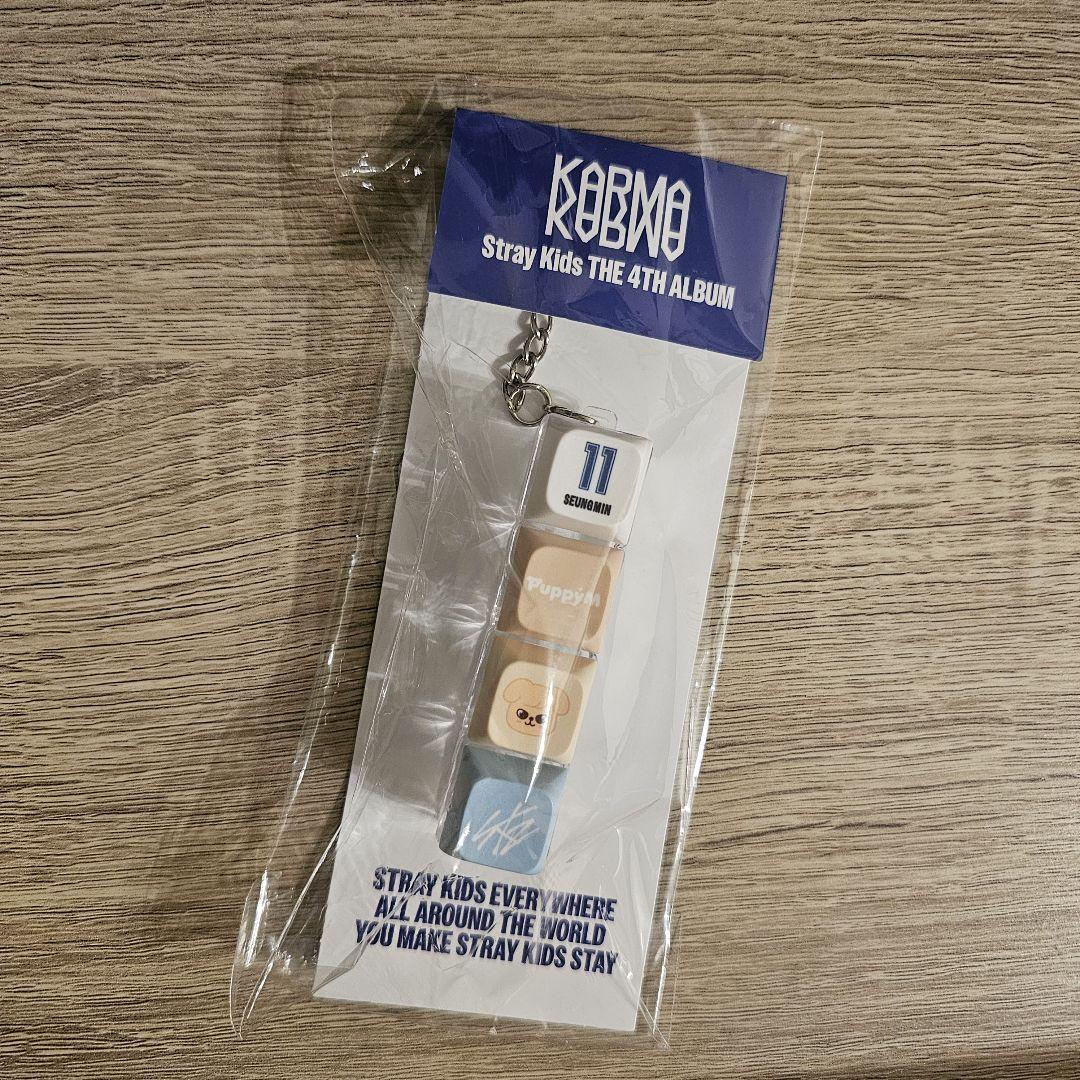 KARMA
Stray Kids THE 4TH ALBUM
11
SEUNGMIN
PuppyM
SKZ
STRAY KIDS EVERYWHERE
ALL AROUND THE WORLD
YOU MAKE STRAY KIDS STAY